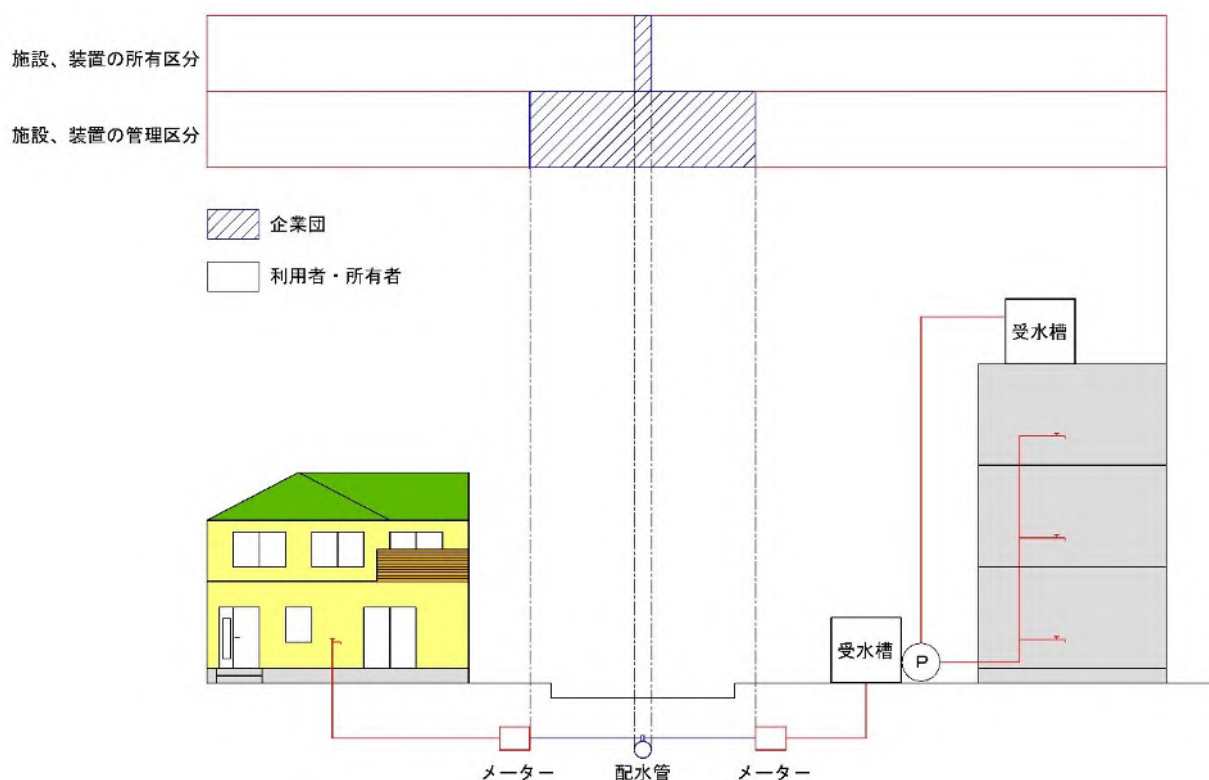 施設、装置の所有区分
施設、装置の管理区分
企業団
利用者・所有者
受水槽
受水槽
P
メーター
配水管
メーター